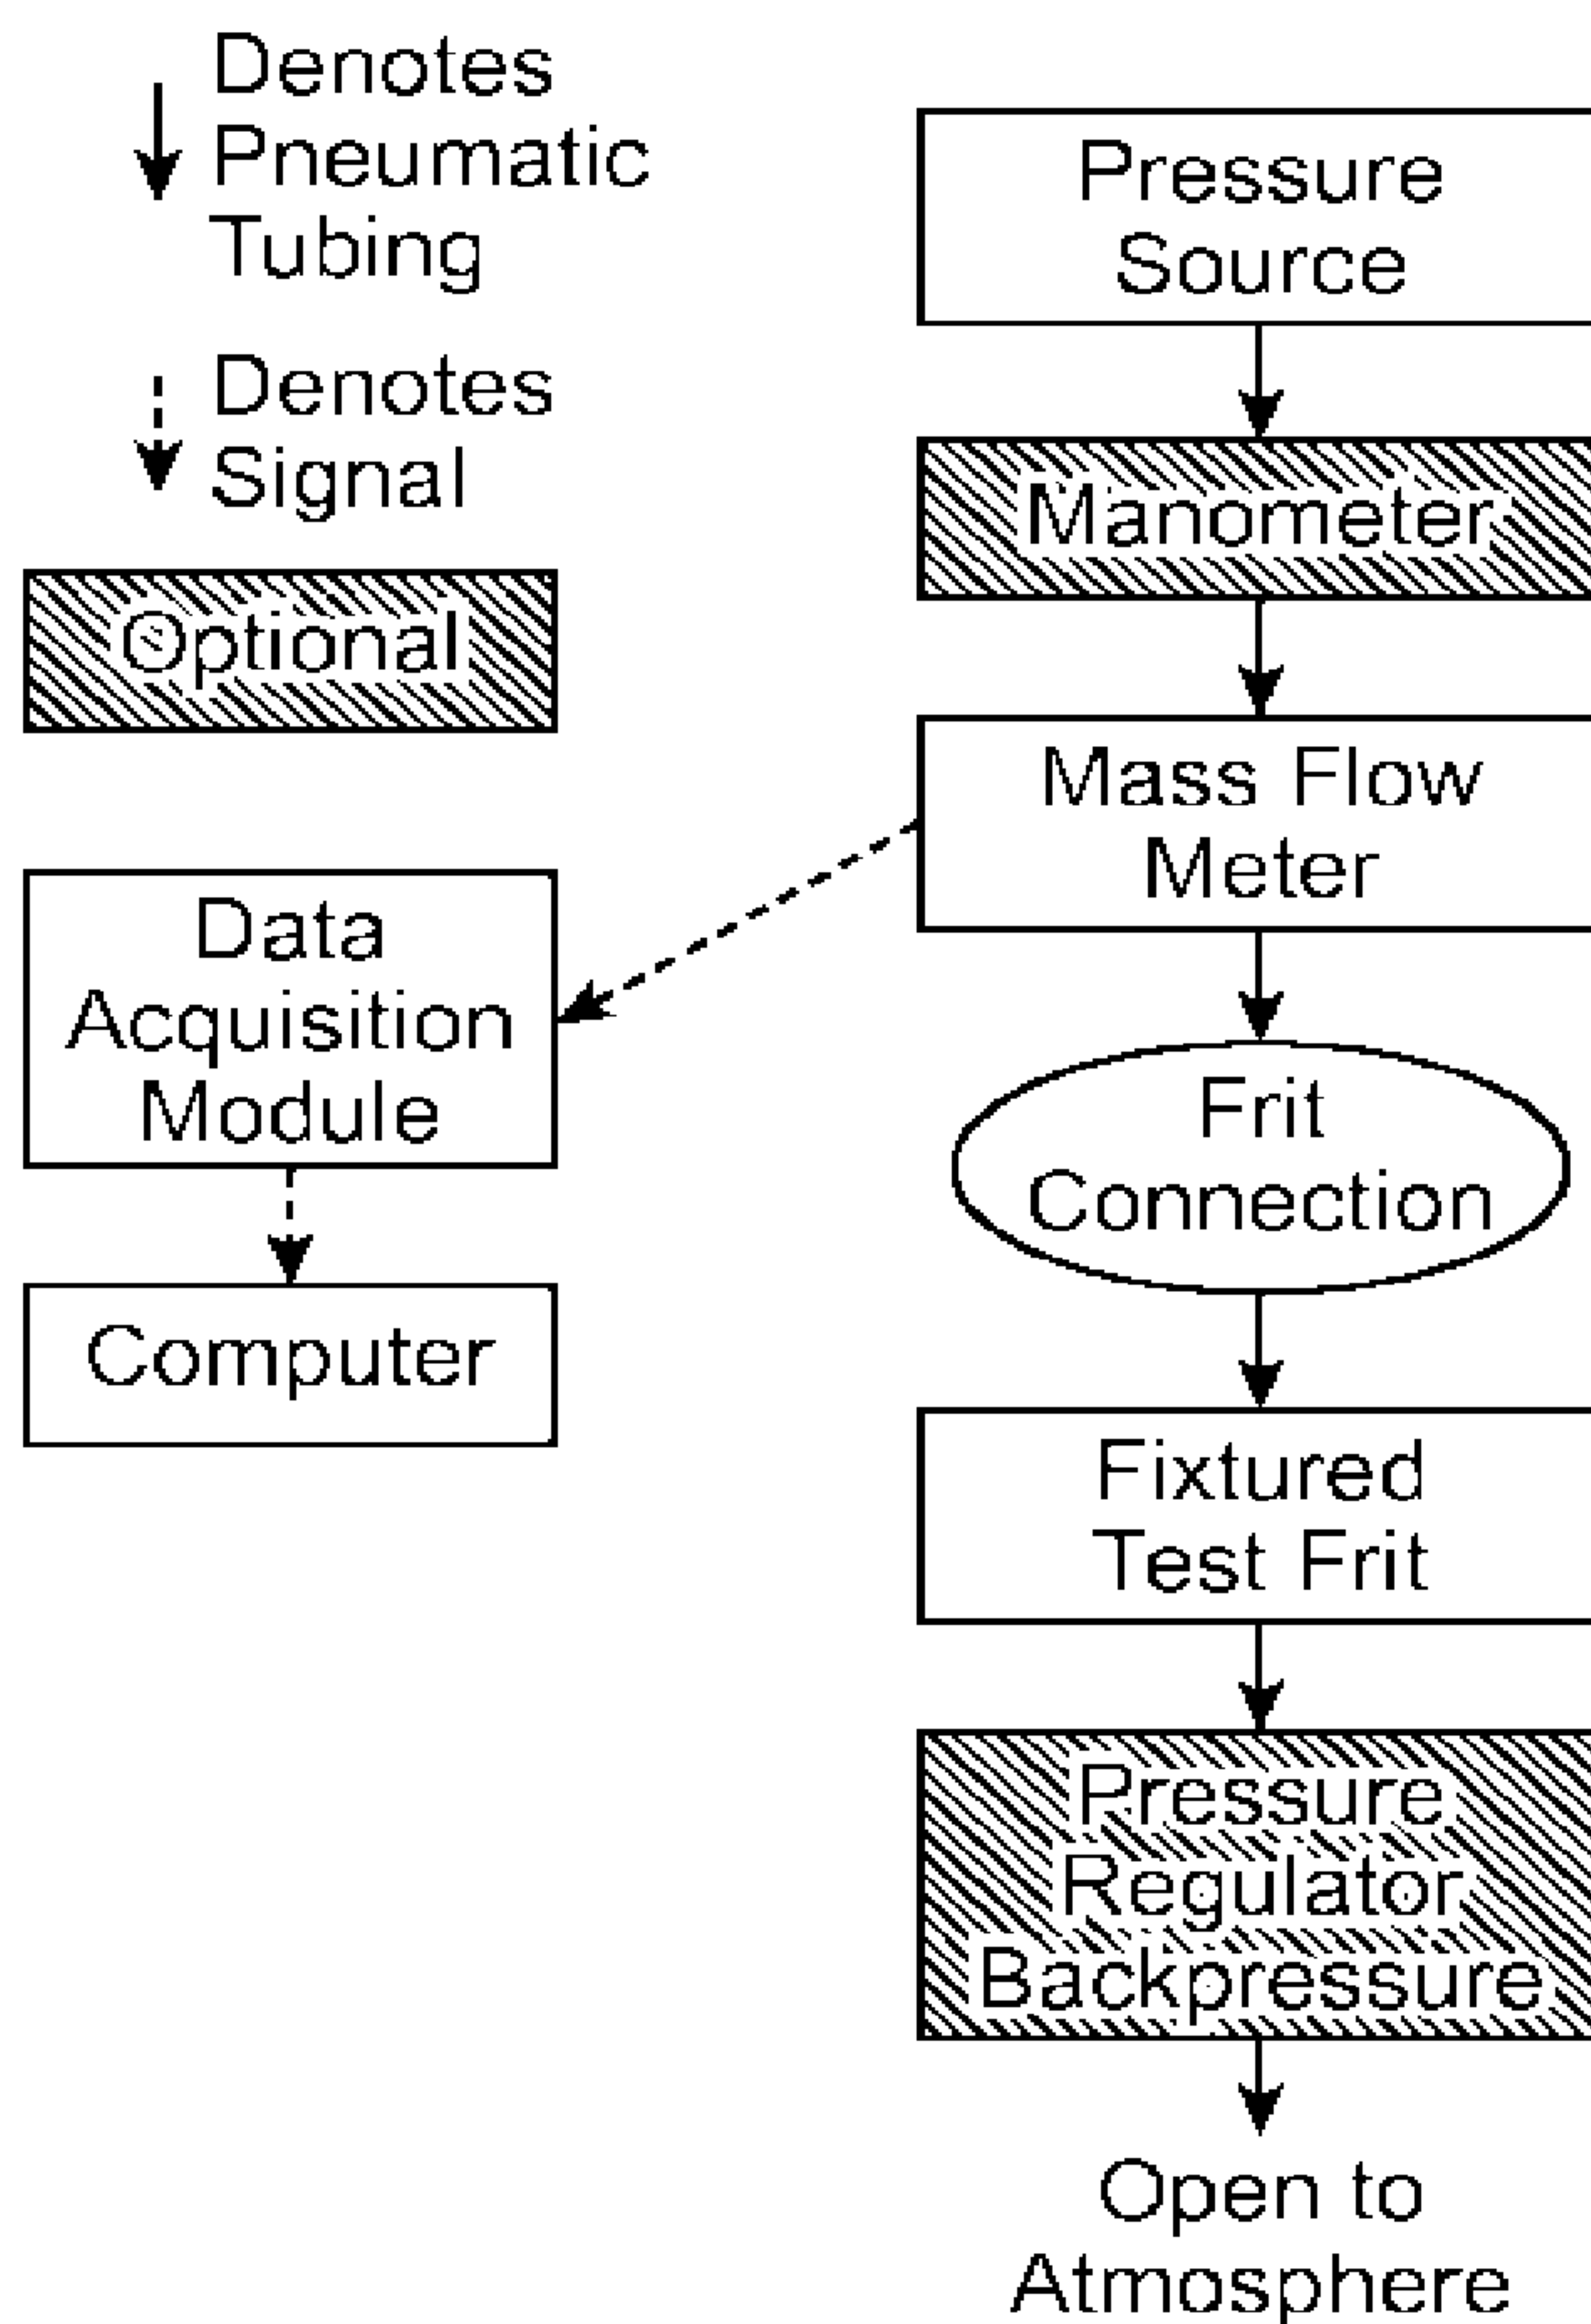 Denotes
Pneumatic
Tubing
Denotes
Signal
Optional
Data
Acquisition
Module
Computer
Pressure
Source
Manometer
Mass Flow
Meter
Frit
Connection
Fixtured
Test Frit
Pressure
Regulator
Backpressure
Open to
Atmosphere